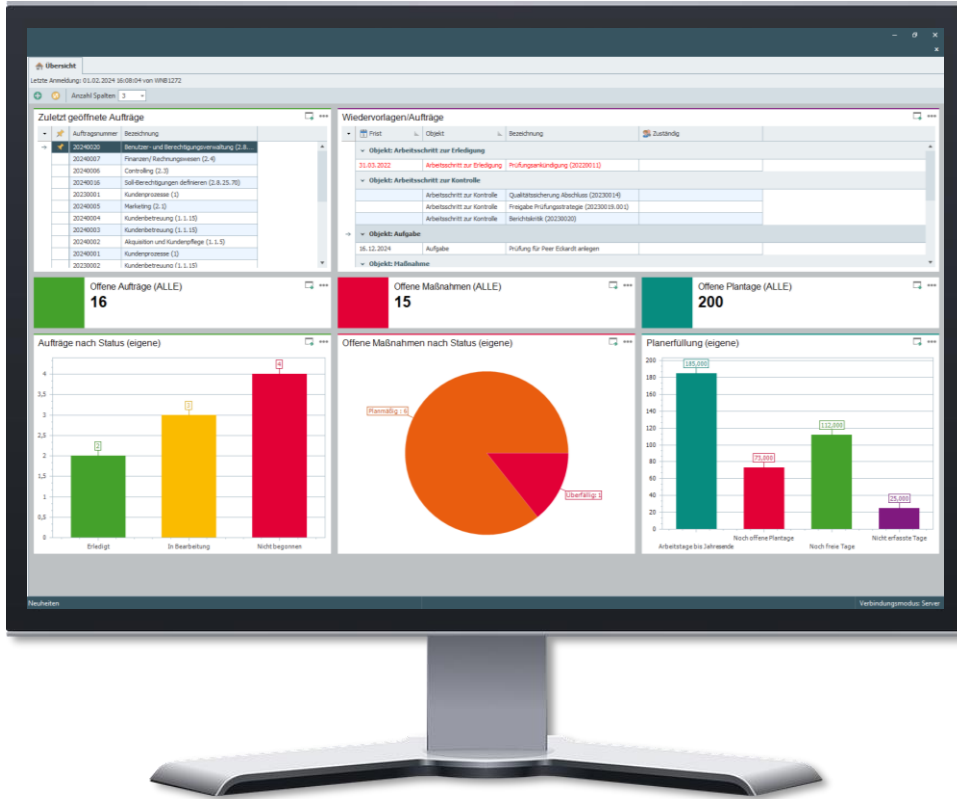 Übersicht
Letzte Anmeldung: 01.02.2024 16:08:04 von WNB1272
Anzahl Spalten 3
Zuletzt geöffnete Aufträge
Auftragsnummer Bezeichnung
20240020 Benutzer- und Berechtigungsverwaltung (2.8...
20240007 Finanzen/ Rechnungswesen (2.4)
20240006 Controlling (2.3)
20240016 Soll-Berechtigungen definieren (2.8.25.70)
20230001 Kundenprozesse (1)
20240005 Marketing (2.1)
20240004 Kundenbetreuung (1.1.15)
20240003 Kundenbetreuung (1.1.15)
20240002 Akquisition und Kundenpflege (1.1.5)
20240001 Kundenprozesse (1)
20230002 Kundenbetreuung (1.1.15)
Wiedervorlagen/Aufträge
Frist Objekt Bezeichnung Zuständig
Objekt: Arbeitsschritt zur Erledigung
31.03.2022 Arbeitsschritt zur Erledigung Prüfungsankündigung (20220011)
Objekt: Arbeitsschritt zur Kontrolle
Arbeitsschritt zur Kontrolle Qualitätssicherung Abschluss (20230014)
Arbeitsschritt zur Kontrolle Freigabe Prüfungsstrategie (20230019.001)
Arbeitsschritt zur Kontrolle Berichtskritik (20230020)
Objekt: Aufgabe
16.12.2024 Aufgabe Prüfung für Peer Eckardt anlegen
Objekt: Maßnahme
Offene Aufträge (ALLE)
16
Offene Maßnahmen (ALLE)
15
Offene Plantage (ALLE)
200
Aufträge nach Status (eigene)
4
4
3,5
3
3
2,5
2
2
1,5
1
0,5
0
Erledigt In Bearbeitung Nicht begonnen
Offene Maßnahmen nach Status (eigene)
Planmäßig : 6
Überfällig: 1
Planerfüllung (eigene)
200
185,000
180
160
140
120
112,000
100
80
73,000
60
40
25,000
20
0
Noch offene Plantage Nicht erfasste Tage
Arbeitstage bis Jahresende Noch freie Tage
Neuheiten Verbindungsmodus: Server